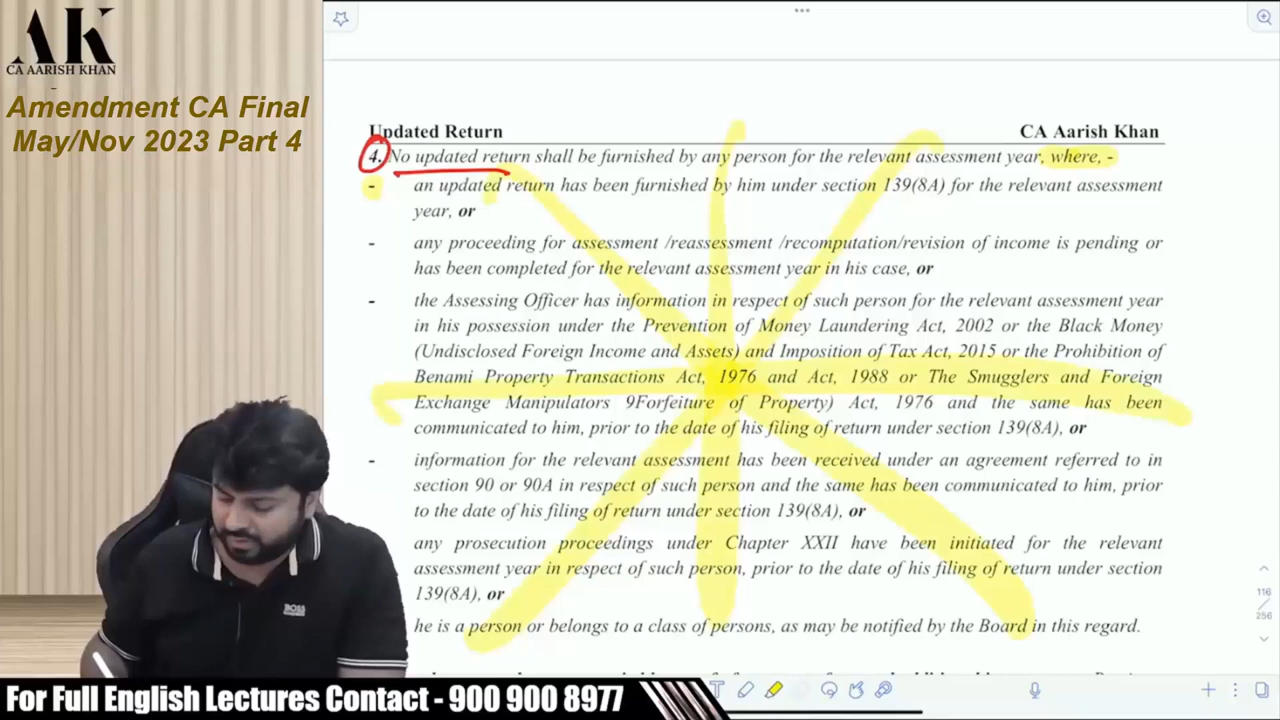 AK
CA AARISH KHAN
Amendment CA Final
May/Nov 2023 Part 4
Updated Return CA Aarish Khan
4. No updated return shall be furnished by any person for the relevant assessment year, where, -
- an updated return has been furnished by him under section 139(8A) for the relevant assessment
year, or
- any proceeding for assessment /reassessment /recomputation/revision of income is pending or
has been completed for the relevant assessment year in his case, or
- the Assessing Officer has information in respect of such person for the relevant assessment year
in his possession under the Prevention of Money Laundering Act, 2002 or the Black Money
(Undisclosed Foreign Income and Assets) and Imposition of Tax Act, 2015 or the Prohibition of
Benami Property Transactions Act, 1976 and Act, 1988 or The Smugglers and Foreign
Exchange Manipulators 9Forfeiture of Property) Act, 1976 and the same has been
communicated to him, prior to the date of his filing of return under section 139(8A), or
- information for the relevant assessment has been received under an agreement referred to in
section 90 or 90A in respect of such person and the same has been communicated to him, prior
to the date of his filing of return under section 139(8A), or
any prosecution proceedings under Chapter XXII have been initiated for the relevant
assessment year in respect of such person, prior to the date of his filing of return under section
139(8A), or
he is a person or belongs to a class of persons, as may be notified by the Board in this regard.
116
256
BOSS
For Full English Lectures Contact - 900 900 8977